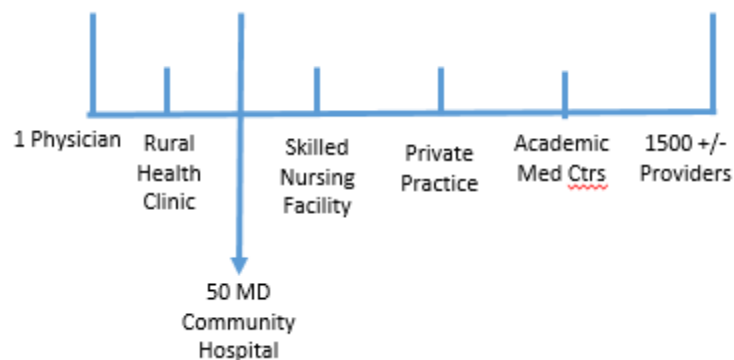 1 Physician
Rural
Health
Clinic
50 MD
Community
Hospital
Skilled
Nursing
Facility
Private
Practice
Academic
Med Ctrs
1500 +/-
Providers